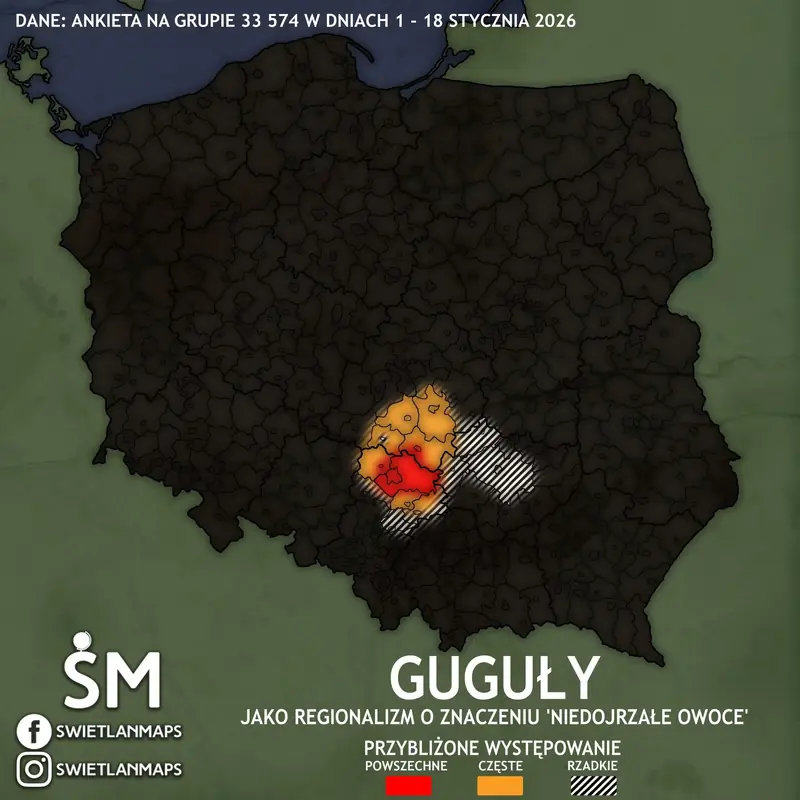 DANE: ANKIETA NA GRUPIE 33 574 W DNIACH 1 - 18 STYCZNIA 2026
ŚM
SWIETLANMAPS
SWIETLANMAPS
GUGUŁY
JAKO REGIONALIZM O ZNACZENIU 'NIEDOJRZAŁE OWOCE'
PRZYBLIŻONE WYSTĘPOWANIE
POWSZECHNE CZĘSTE RZADKIE